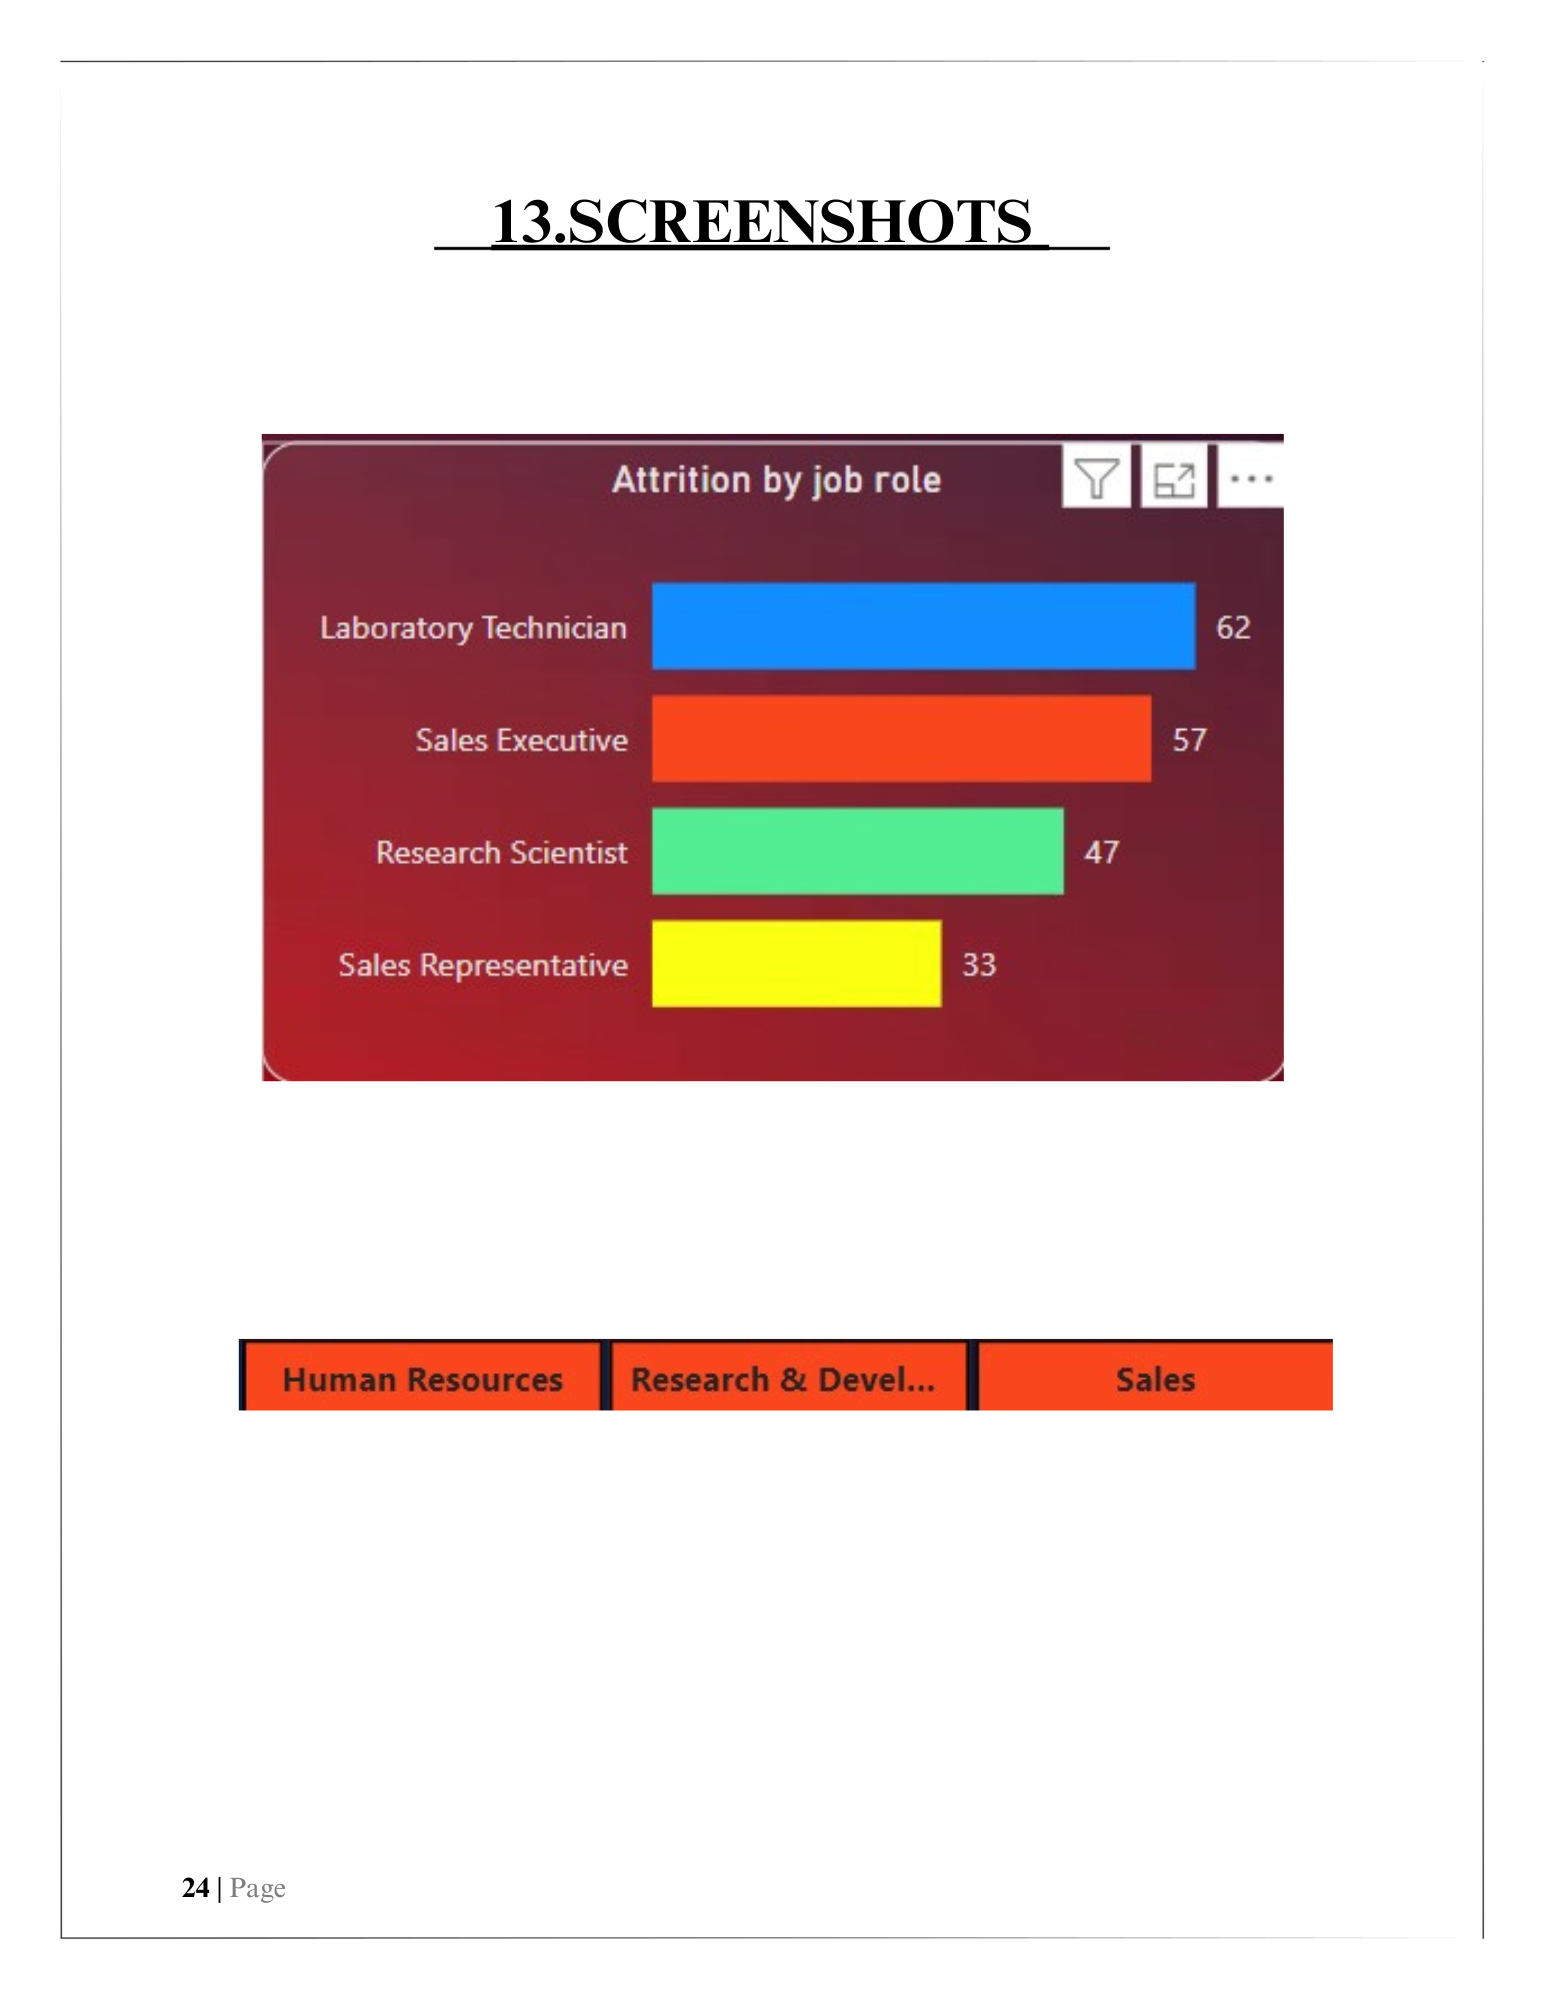 13.SCREENSHOTS
Attrition by job role
Laboratory Technician 62
Sales Executive 57
Research Scientist 47
Sales Representative 33
Human Resources Research & Devel... Sales
24 | Page